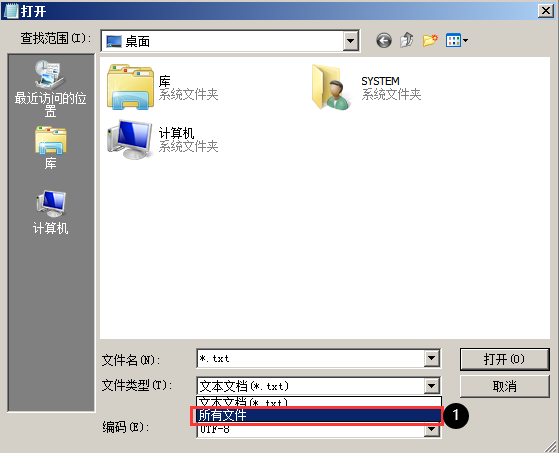 打开
查找范围(I):
桌面
最近访问的位
置
库
计算机
库
系统文件夹
SYSTEM
系统文件夹
计算机
系统文件夹
文件名(N):
*.txt
打开(O)
文件类型(T):
文本文档(*.txt)
取消
文本文档(*.txt)
所有文件
1
编码(E):
UTF-8